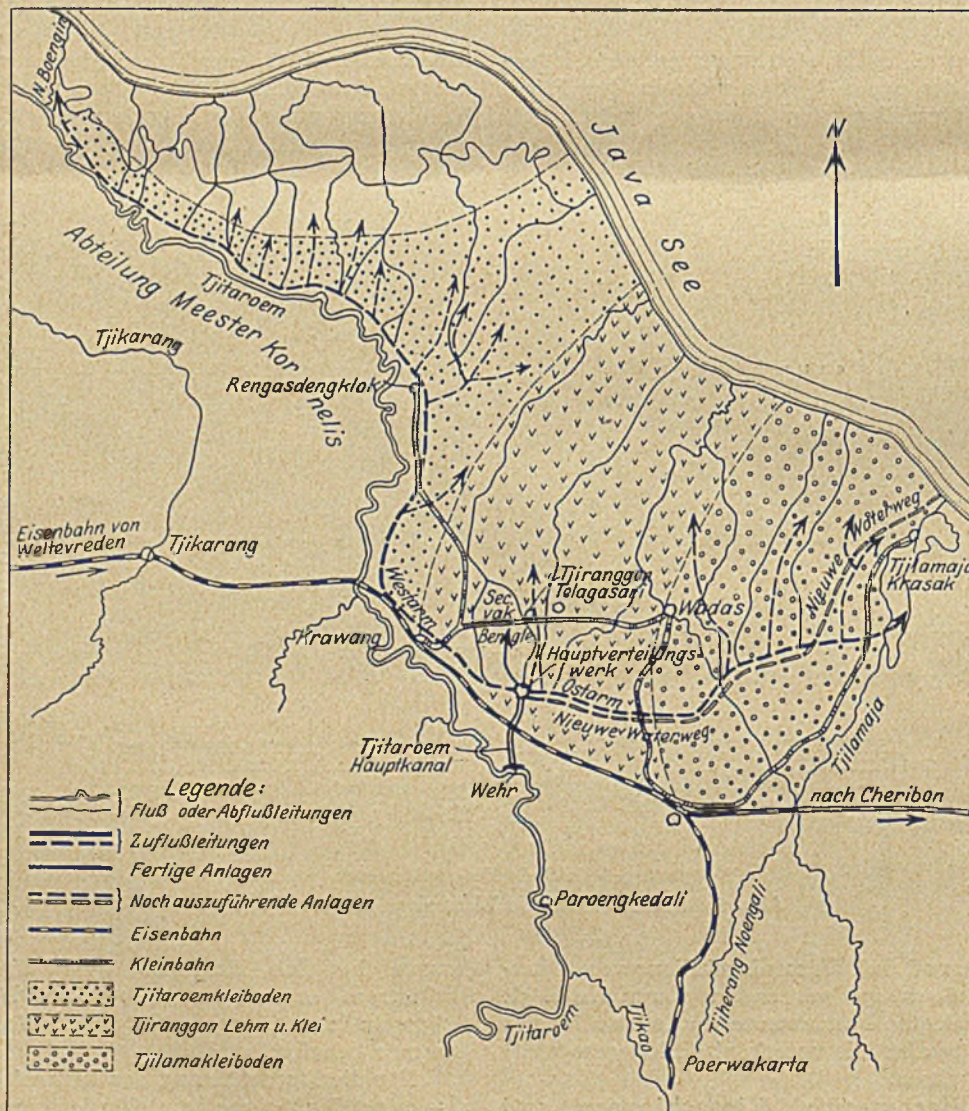 N. Boengin
Java See
N
Abteilung Meester Kornelis
Tjitaroem
Tjikarang
Rengasdengklok
Eisenbahn von
Weltevreden
Tjikarang
Nieuwe Waterweg
Tjilamaja
Krasak
Westarm
Tjiranggon
Telagasari
Sec.
vak
Bengle
Wadas
Krawang
Hauptverteilungs-
werk
Ostarm
Nieuwe Waterweg
Tjitaroem
Hauptkanal
Wehr
Tjilamaja
nach Cheribon
Paroengkedali
Tjiherang Noengali
Tjitaroem
Tjikao
Poerwakarta
Legende:
Fluß oder Abflußleitungen
Zuflußleitungen
Fertige Anlagen
Noch auszuführende Anlagen
Eisenbahn
Kleinbahn
Tjitaroemkleiboden
Tjiranggon Lehm u. Klei
Tjilamakleiboden